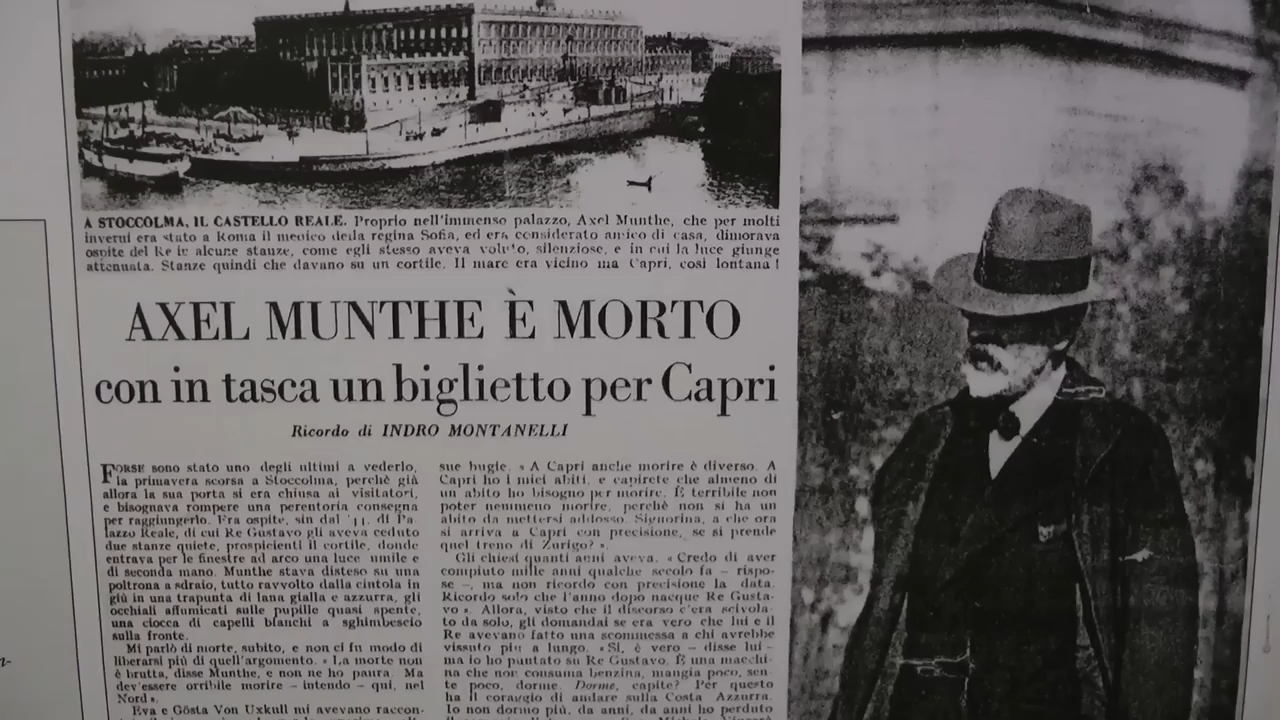 A STOCCOLMA, IL CASTELLO REALE. Proprio nell'immenso palazzo, Axel Munthe, che per molti
inverni era stato a Roma il medico della regina Sofia, ed era considerato amico di casa, dimorava
ospite del Re in alcune stanze, come egli stesso aveva voluto, silenziose, e in cui la luce giunge
attenuata. Stanze quindi che davano su un cortile. Il mare era vicino ma Capri, così lontana!
AXEL MUNTHE È MORTO
con in tasca un biglietto per Capri
Ricordo di INDRO MONTANELLI
FORSE sono stato uno degli ultimi a vederlo,
la primavera scorsa a Stoccolma, perchè già
allora la sua porta si era chiusa ai visitatori,
e bisognava rompere una perentoria consegna
per raggiungerlo. Era ospite, sin dal '44, di Pa-
lazzo Reale, di cui Re Gustavo gli aveva ceduto
due stanze quiete, prospicienti il cortile, donde
entrava per le finestre ad arco una luce umile e
di seconda mano. Munthe stava disteso su una
poltrona a sdraio, tutto ravvolto dalla cintola in
giù in una trapunta di lana gialla e azzurra, gli
occhiali affumicati sulle pupille quasi spente,
una ciocca di capelli bianchi a sghimbescio
sulla fronte.
Mi parlò di morte, subito, e non ci fu modo di
liberarsi più di quell'argomento. « La morte non
è brutta, disse Munthe, e non ne ho paura. Ma
dev'essere orribile morire – intendo – qui, nel
Nord ».
Eva e Gösta Von Uxkull mi avevano raccon-
sue bugie. « A Capri anche morire è diverso. A
Capri ho i miei abiti, e capirete che almeno di
un abito ho bisogno per morire. È terribile non
poter nemmeno morire, perchè non si ha un
abito da mettersi addosso. Signorina, a che ora
si arriva a Capri con precisione, se si prende
quel treno di Zurigo? ».
Gli chiesi quanti anni aveva. « Credo di aver
compiuto mille anni qualche secolo fa – rispo-
se –, ma non ricordo con precisione la data.
Ricordo solo che l'anno dopo nacque Re Gusta-
vo ». Allora, visto che il discorso c'era scivola-
to da solo, gli domandai se era vero che lui e il
Re avevano fatto una scommessa a chi avrebbe
vissuto più a lungo. « Sì, è vero – disse lui –
ma io ho puntato su Re Gustavo. È una macchi-
na che non consuma benzina, mangia poco, sen-
te poco, dorme. Dorme, capite? Per questo
ha il coraggio di andare sulla Costa Azzurra.
Io non dormo più, da anni, da anni ho perduto